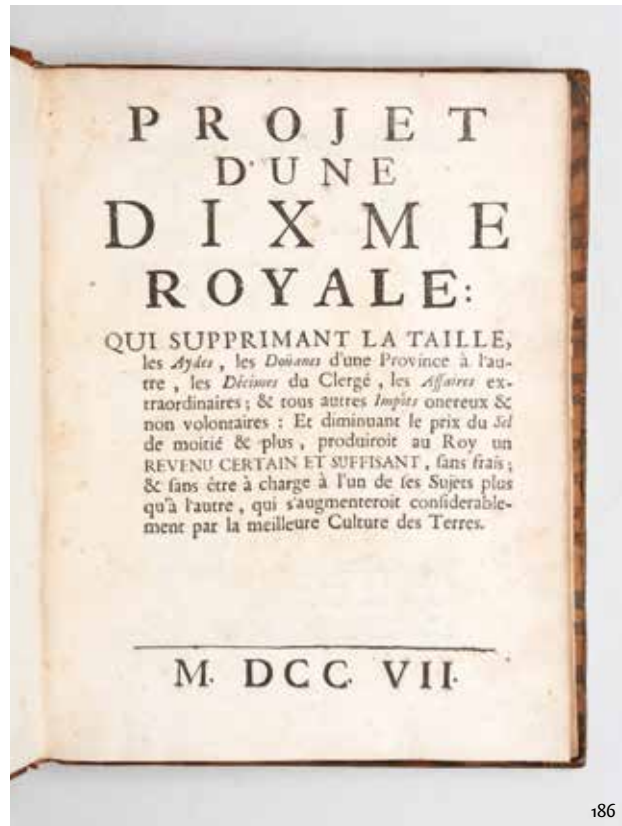 PROJET
D'UNE
DIXME
ROYALE:
QUI SUPPRIMANT LA TAILLE,
les Aydes, les Doüanes d'une Province à l'au-
tre, les Décimes du Clergé, les Affaires ex-
traordinaires; & tous autres Impôts onereux &
non volontaires: Et diminuant le prix du Sel
de moitié & plus, produiroit au Roy un
REVENU CERTAIN ET SUFFISANT, sans frais;
& sans être à charge à l'un de ses Sujets plus
qu'à l'autre, qui s'augmenteroit considerable-
ment par la meilleure Culture des Terres.
M. DCC. VII.
186